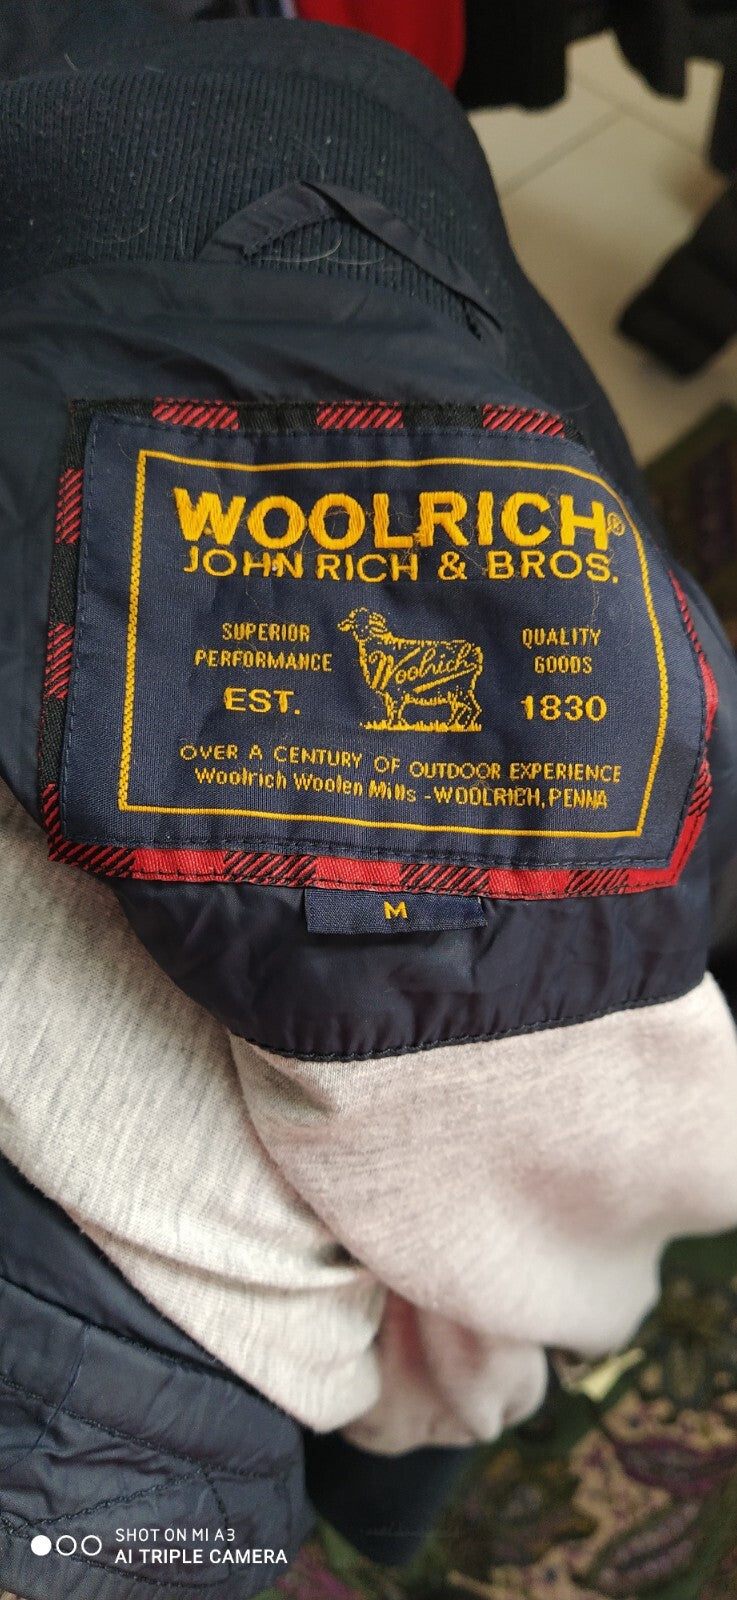 WOOLRICH®
JOHN RICH & BROS.
SUPERIOR
PERFORMANCE
Woolrich
QUALITY
GOODS
EST.
1830
OVER A CENTURY OF OUTDOOR EXPERIENCE
Woolrich Woolen Mills - WOOLRICH, PENNA
M
SHOT ON MI A3
AI TRIPLE CAMERA